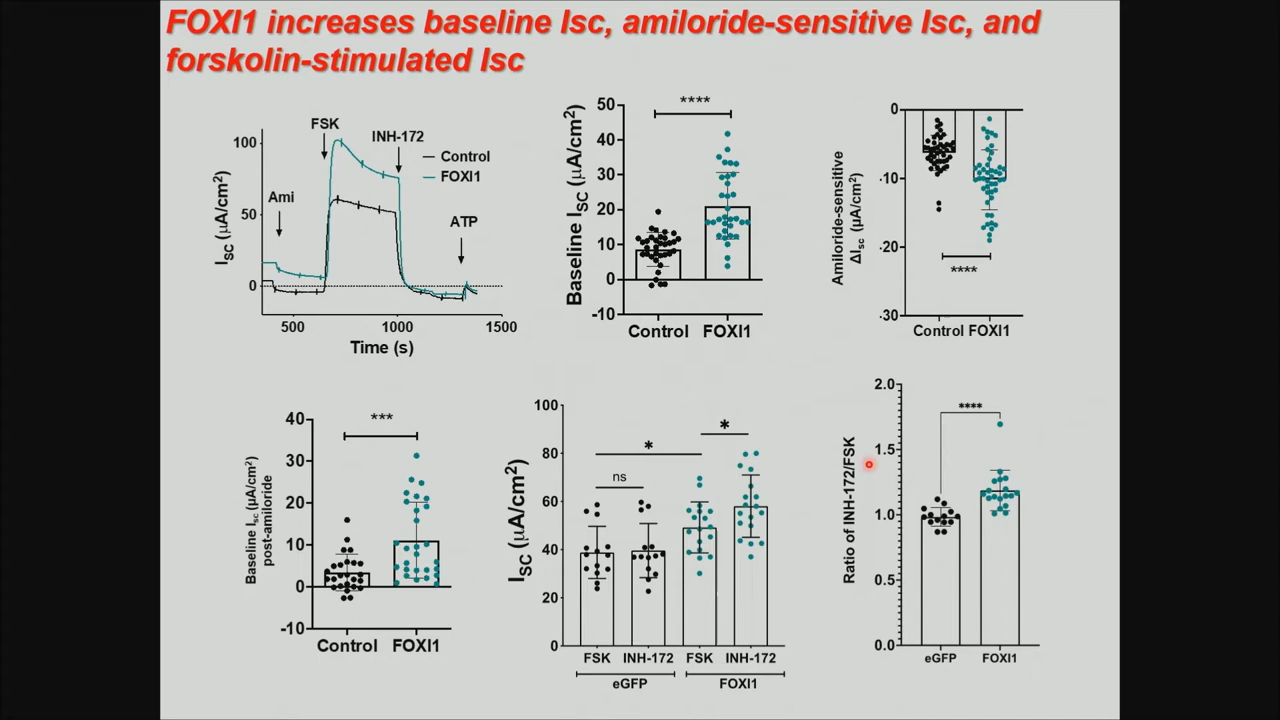 FOXI1 increases baseline Isc, amiloride-sensitive Isc, and
forskolin-stimulated Isc
FSK
INH-172
Control
FOXI1
Ami
ATP
100
50
0
500
1000
1500
ISC (μA/cm²)
Time (s)
****
50
40
30
20
10
0
-10
Baseline ISC (μA/cm²)
Control
FOXI1
0
-10
-20
-30
Amiloride-sensitive
ΔIsc (μA/cm²)
****
Control FOXI1
***
40
30
20
10
0
-10
Baseline Isc (μA/cm²)
post-amiloride
Control
FOXI1
100
80
60
40
20
0
ISC (μA/cm²)
*
*
ns
FSK
INH-172
FSK
INH-172
eGFP
FOXI1
2.0
1.5
1.0
0.5
0.0
Ratio of INH-172/FSK
****
eGFP
FOXI1